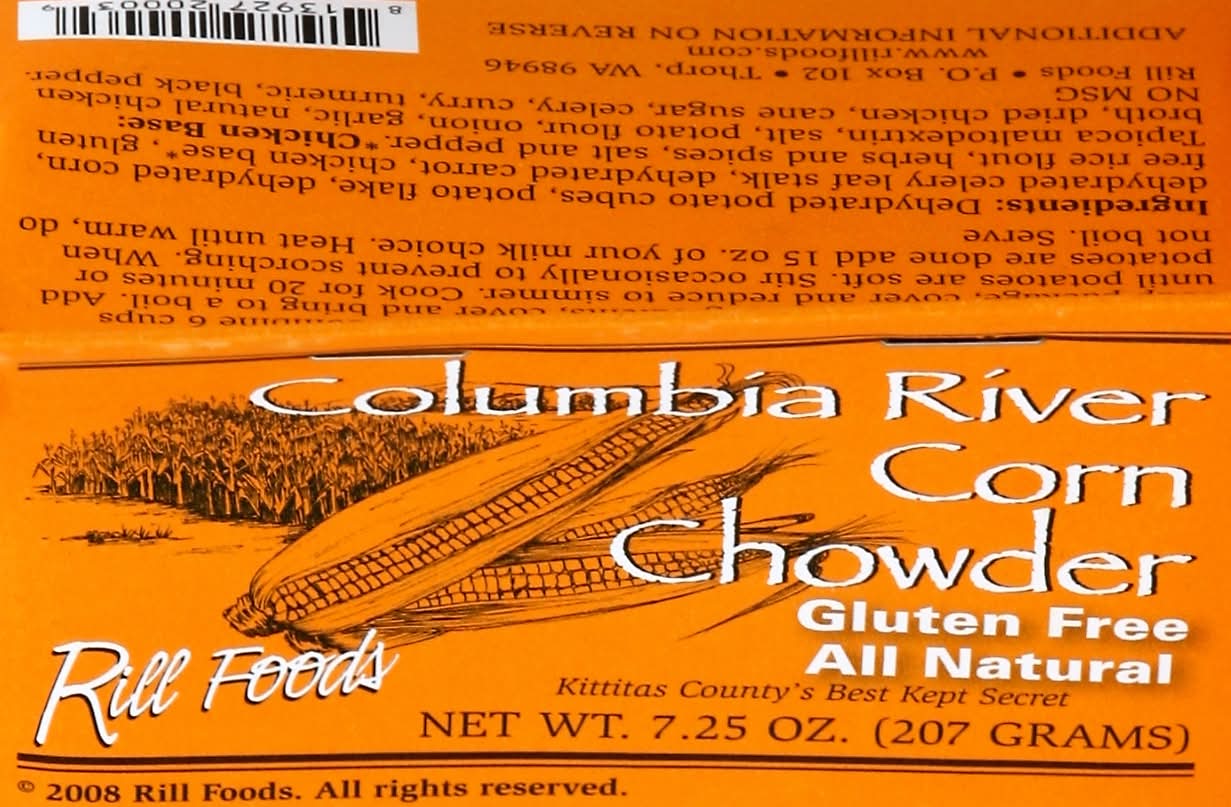 Columbia River
Corn
Chowder
Gluten Free
All Natural
Rill Foods
Kittitas County's Best Kept Secret
NET WT. 7.25 OZ. (207 GRAMS)
© 2008 Rill Foods. All rights reserved.
6 cups
cover and bring to a boil. Add
package, cover and reduce to simmer. Cook for 20 minutes or
until potatoes are soft. Stir occasionally to prevent scorching. When
potatoes are done add 15 oz. of your milk choice. Heat until warm, do
not boil. Serve
Ingredients: Dehydrated potato cubes, potato flake, dehydrated corn,
dehydrated celery leaf stalk, dehydrated carrot, chicken base*, gluten
free rice flout, herbs and spices, salt and pepper. *Chicken Base:
Tapioca maltodextrin, salt, potato flour, onion, garlic, natural chicken
broth, dried chicken, cane sugar, celery, curry, turmeric, black pepper.
NO MSG
Rill Foods • P.O. Box 102 • Thorp, WA 98946
www.rillfoods.com
ADDITIONAL INFORMATION ON REVERSE
8 13927 20003 9